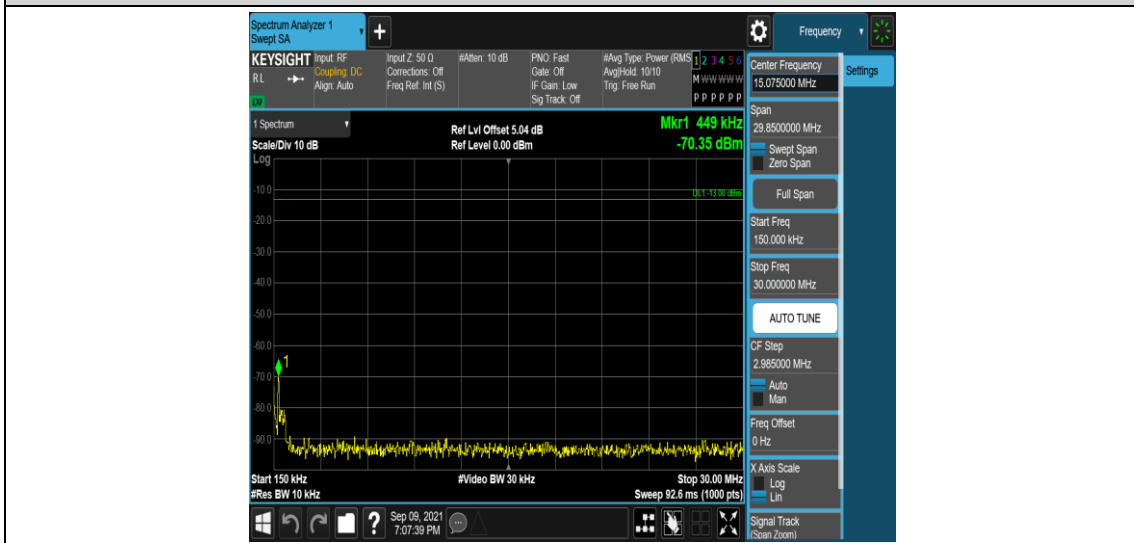 Spectrum Analyzer 1
Swept SA
+
Frequency
KEYSIGHT
RL
LXI
Input: RF
Coupling: DC
Align: Auto
Input Z: 50 Ω
Corrections: Off
Freq Ref: Int (S)
#Atten: 10 dB
PNO: Fast
Gate: Off
IF Gain: Low
Sig Track: Off
#Avg Type: Power (RMS
Avg|Hold: 10/10
Trig: Free Run
1 2 3 4 5 6
M W W W W W
P P P P P P
1 Spectrum
Scale/Div 10 dB
Ref Lvl Offset 5.04 dB
Ref Level 0.00 dBm
Mkr1 449 kHz
-70.35 dBm
Log
DL1 -13.00 dBm
-10.0
-20.0
-30.0
-40.0
-50.0
-60.0
-70.0
-80.0
-90.0
1
Start 150 kHz
#Video BW 30 kHz
Stop 30.00 MHz
#Res BW 10 kHz
Sweep 92.6 ms (1000 pts)
?
Sep 09, 2021
7:07:39 PM
Center Frequency
15.075000 MHz
Settings
Span
29.8500000 MHz
Swept Span
Zero Span
Full Span
Start Freq
150.000 kHz
Stop Freq
30.000000 MHz
AUTO TUNE
CF Step
2.985000 MHz
Auto
Man
Freq Offset
0 Hz
X Axis Scale
Log
Lin
Signal Track
(Span Zoom)